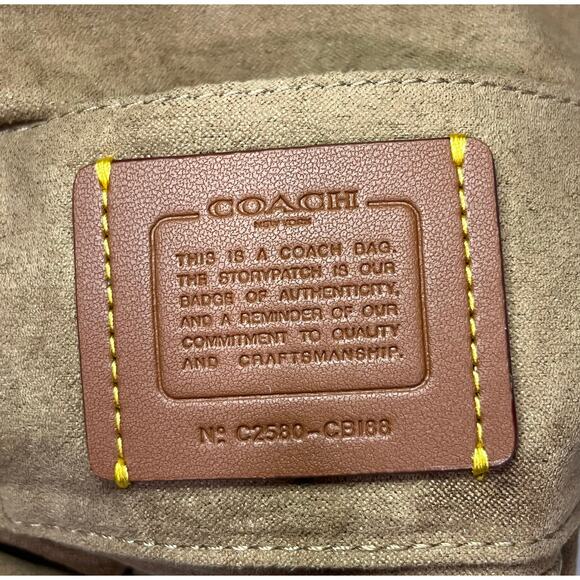 COACH
NEW YORK
THIS IS A COACH BAG.
THE STORYPATCH IS OUR
BADGE OF AUTHENTICITY,
AND A REMINDER OF OUR
COMMITMENT TO QUALITY
AND CRAFTSMANSHIP.
Nº C2580-CB188